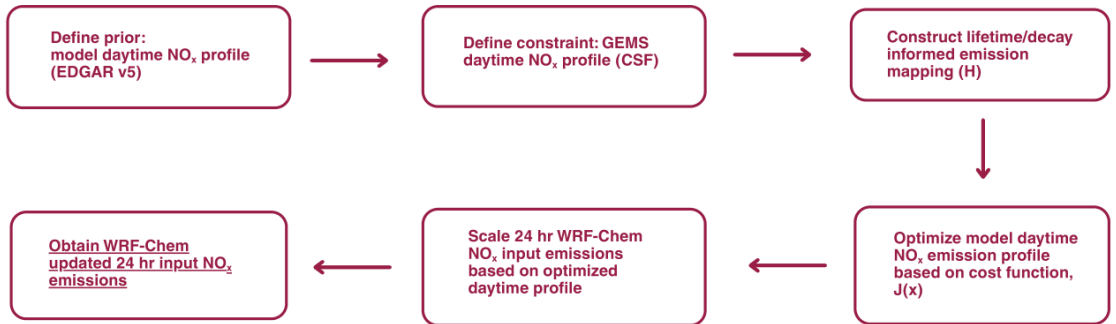 Define prior:
model daytime NOₓ profile
(EDGAR v5)
Define constraint: GEMS
daytime NOₓ profile (CSF)
Construct lifetime/decay
informed emission
mapping (H)
Optimize model daytime
NOₓ emission profile
based on cost function,
J(x)
Scale 24 hr WRF-Chem
NOₓ input emissions
based on optimized
daytime profile
Obtain WRF-Chem
updated 24 hr input NOₓ
emissions